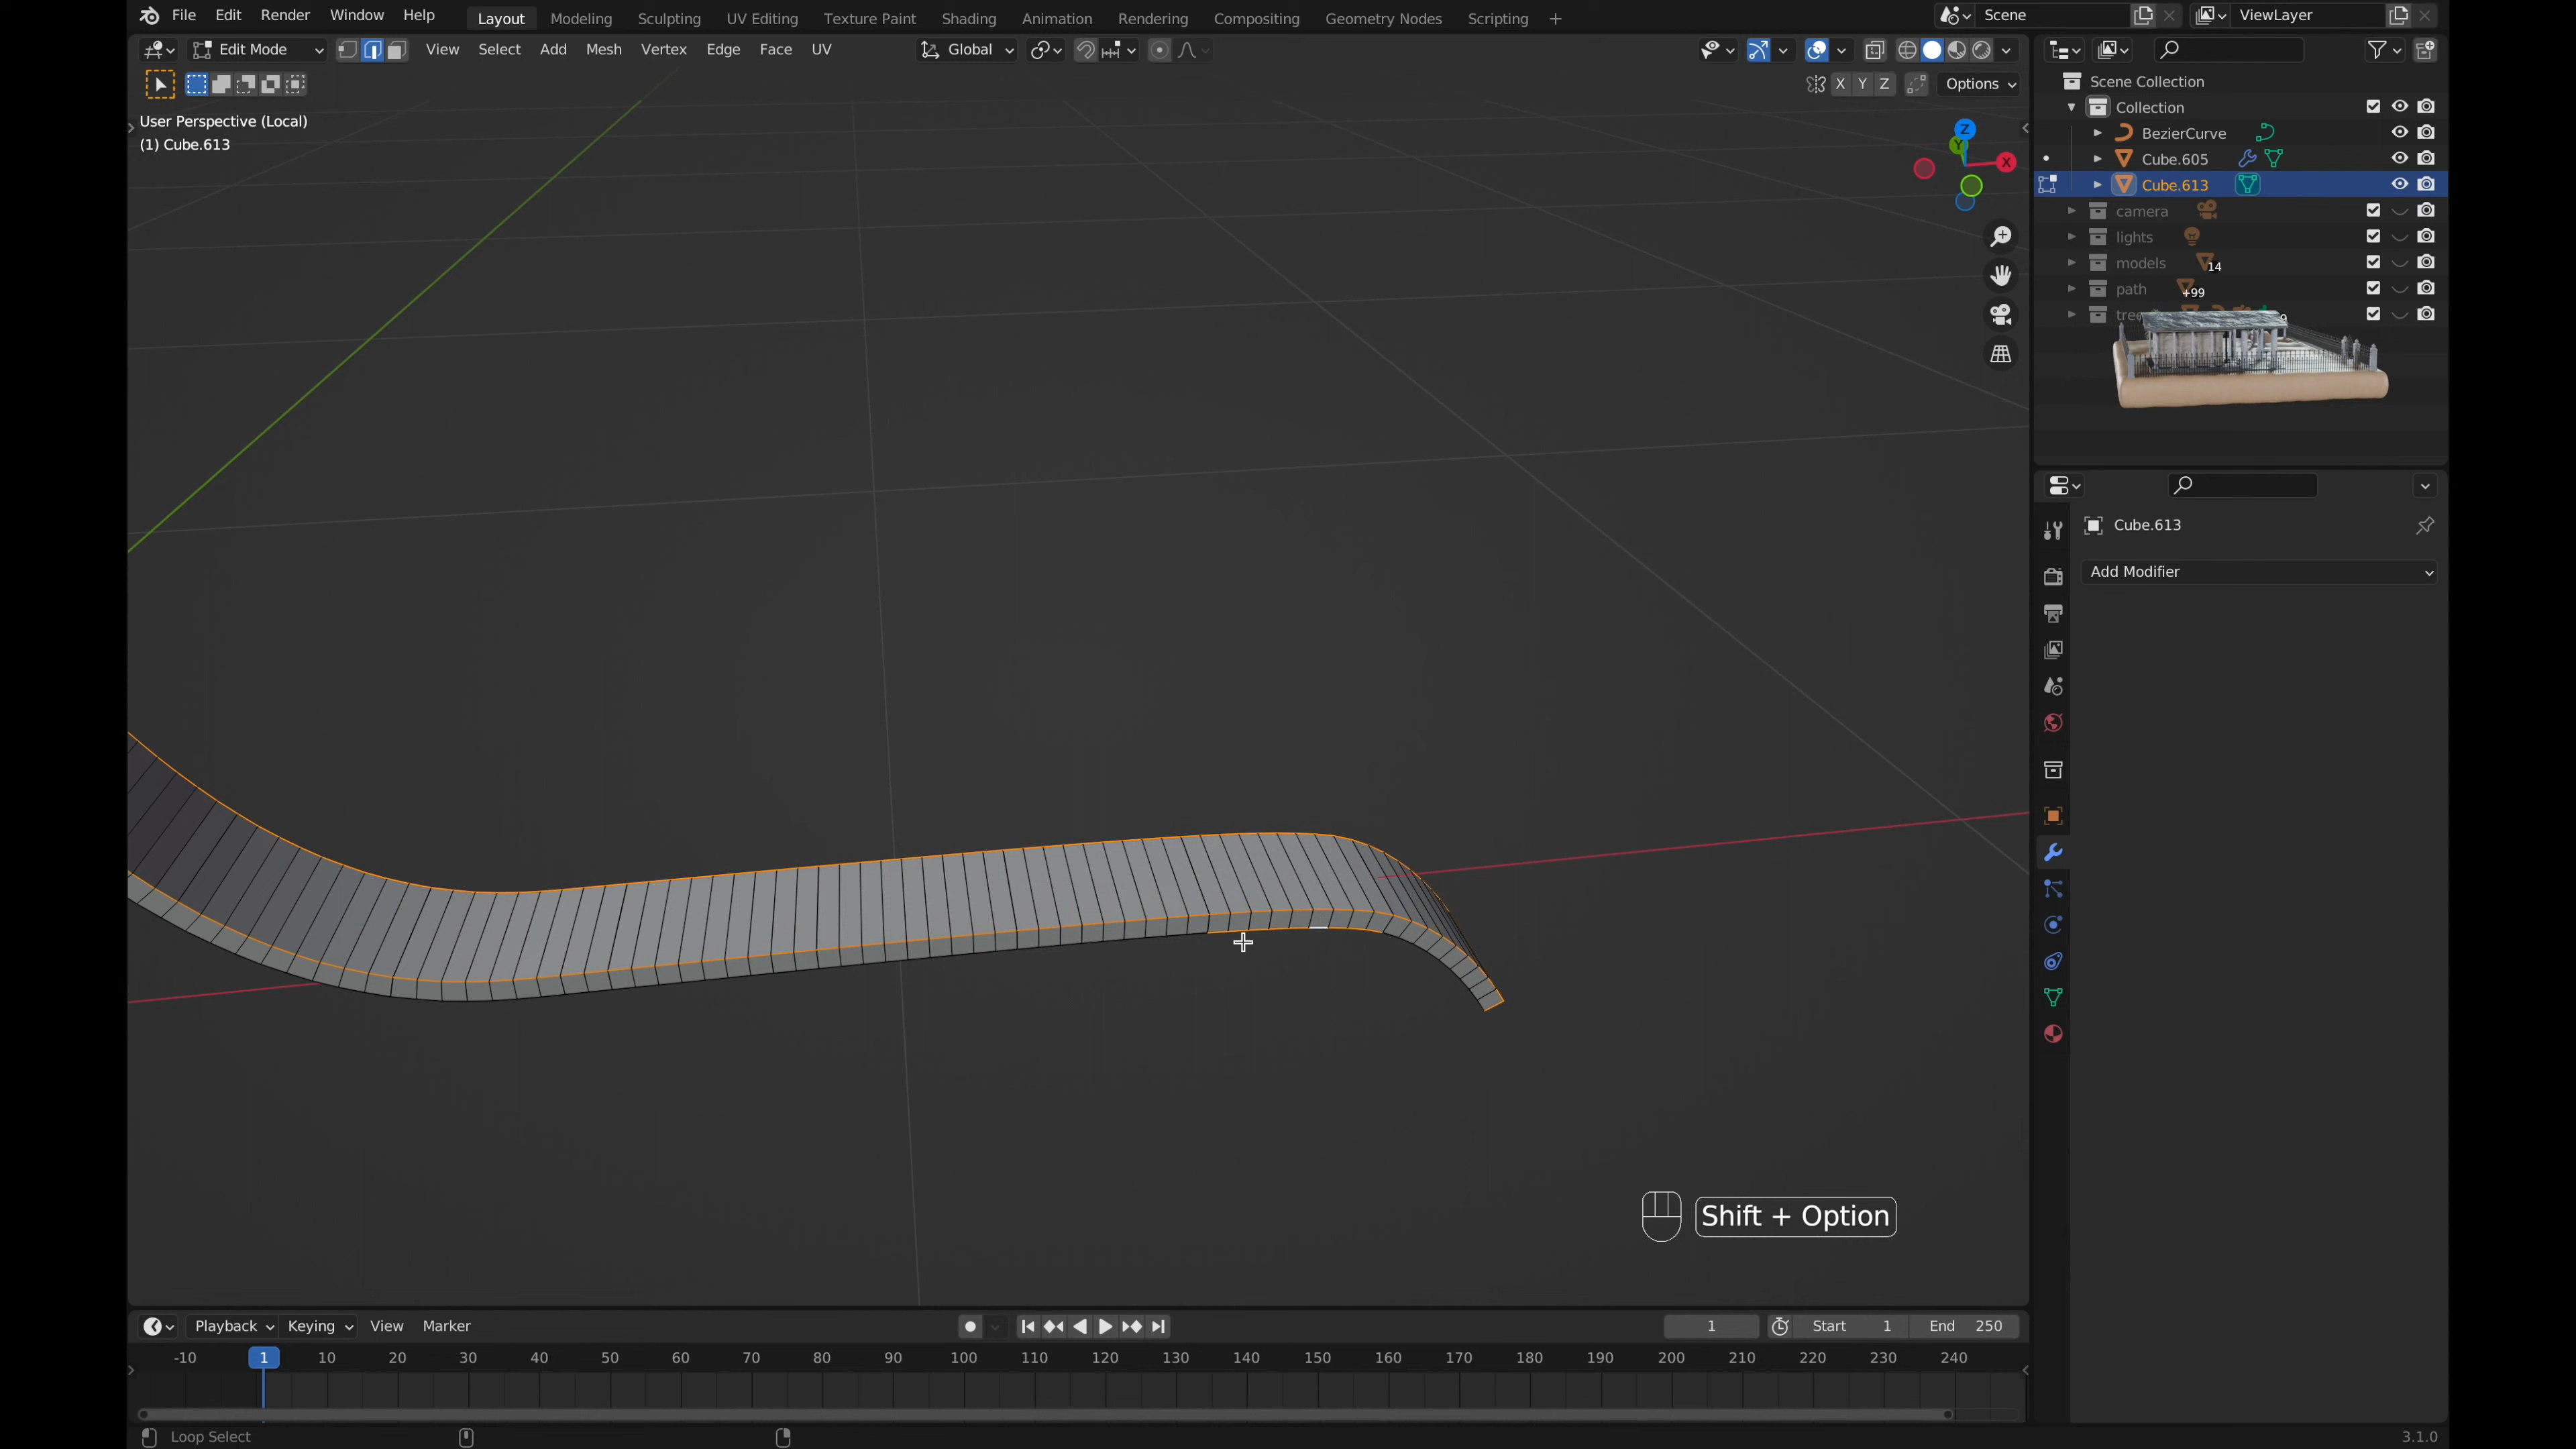 File Edit Render Window Help Layout Modeling Sculpting UV Editing Texture Paint Shading Animation Rendering Compositing Geometry Nodes Scripting + Scene ViewLayer
Edit Mode View Select Add Mesh Vertex Edge Face UV Global
X Y Z Options
User Perspective (Local)
(1) Cube.613
Z
Y
X
Scene Collection
Collection
BezierCurve
Cube.605
Cube.613
camera
lights
models 14
path +99
Cube.613
Add Modifier
Shift + Option
Playback Keying View Marker 1 Start 1 End 250
-10 1 10 20 30 40 50 60 70 80 90 100 110 120 130 140 150 160 170 180 190 200 210 220 230 240
Loop Select 3.1.0